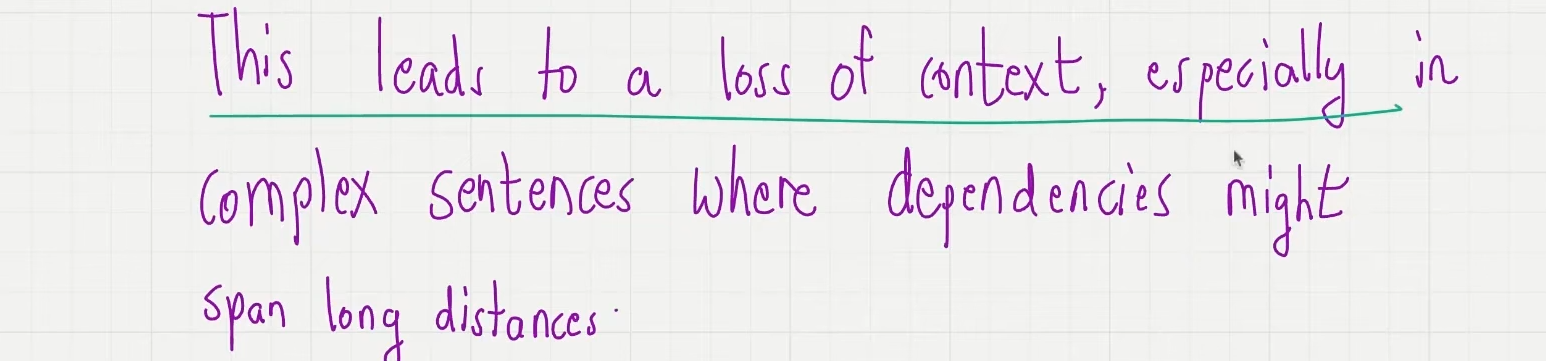 This leads to a loss of context, especially in
complex sentences where dependencies might
span long distances.